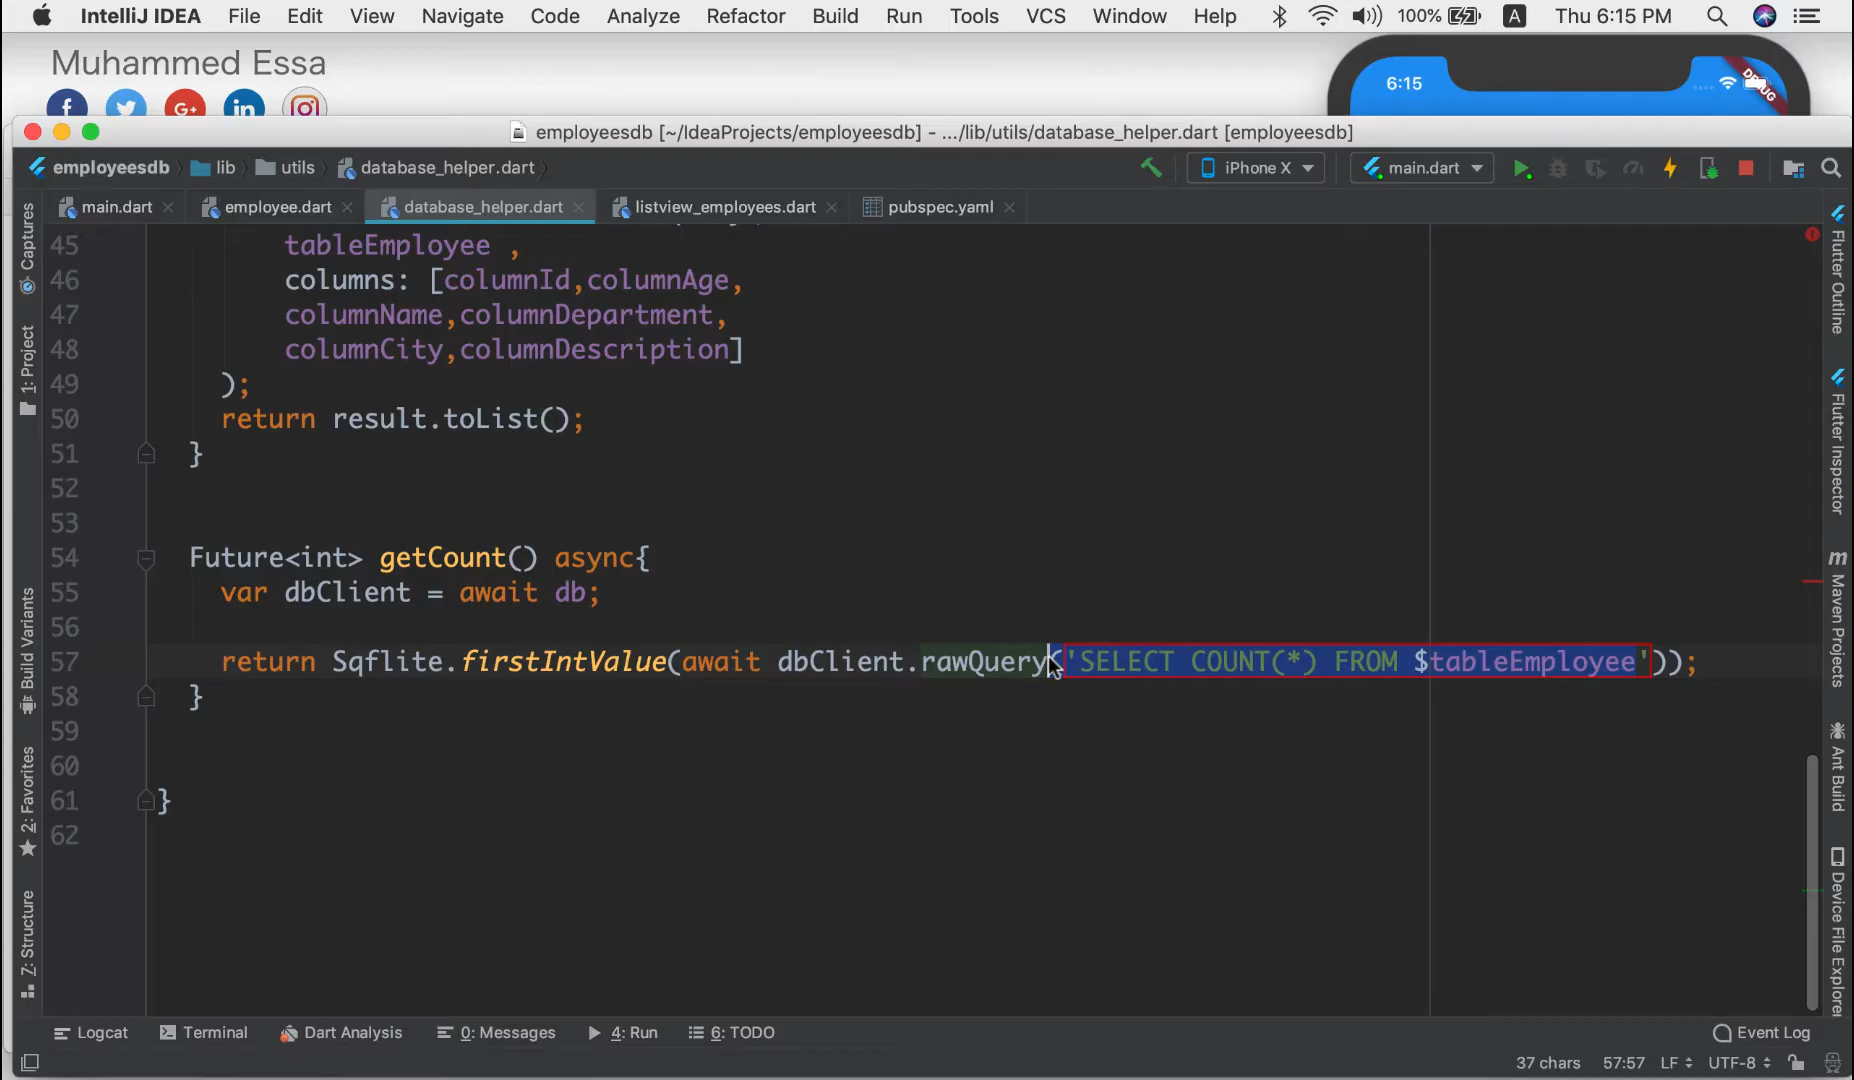 IntelliJ IDEA File Edit View Navigate Code Analyze Refactor Build Run Tools VCS Window Help 100% A Thu 6:15 PM
Muhammed Essa
6:15
DEBUG
f G+ in
employeesdb [~/IdeaProjects/employeesdb] - .../lib/utils/database_helper.dart [employeesdb]
employeesdb lib utils database_helper.dart iPhone X main.dart
main.dart employee.dart database_helper.dart listview_employees.dart pubspec.yaml
45 tableEmployee ,
46 columns: [columnId,columnAge,
47 columnName,columnDepartment,
48 columnCity,columnDescription]
49 );
50 return result.toList();
51 }
52
53
54 Future<int> getCount() async{
55 var dbClient = await db;
56
57 return Sqflite.firstIntValue(await dbClient.rawQuery('SELECT COUNT(*) FROM $tableEmployee'));
58 }
59
60
61 }
62
Captures
1: Project
Build Variants
2: Favorites
Z: Structure
Flutter Outline
Flutter Inspector
m Maven Projects
Ant Build
Device File Explorer
Logcat Terminal Dart Analysis 0: Messages 4: Run 6: TODO Event Log
37 chars 57:57 LF UTF-8